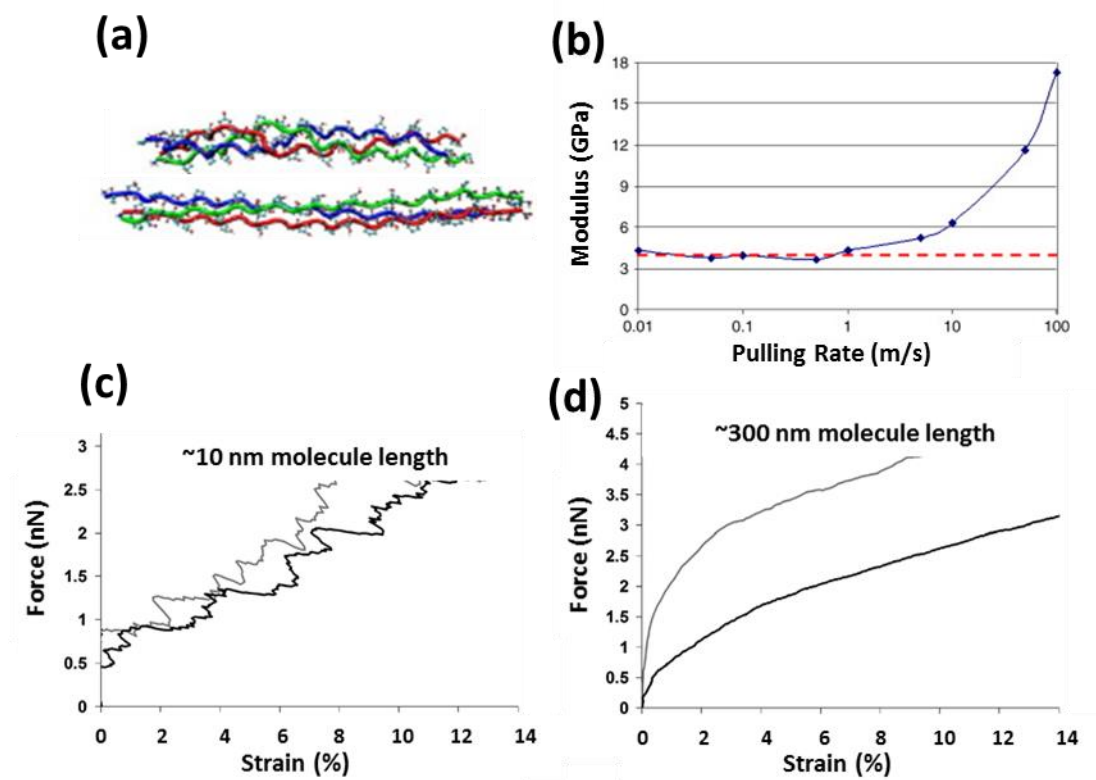 (a)
(b)
18
15
12
9
6
3
0
Modulus (GPa)
0.01
0.1
1
10
100
Pulling Rate (m/s)
(c)
~10 nm molecule length
3
2.5
2
1.5
1
0.5
0
Force (nN)
0 2 4 6 8 10 12 14
Strain (%)
(d)
~300 nm molecule length
5
4.5
4
3.5
3
2.5
2
1.5
1
0.5
0
Force (nN)
0 2 4 6 8 10 12 14
Strain (%)